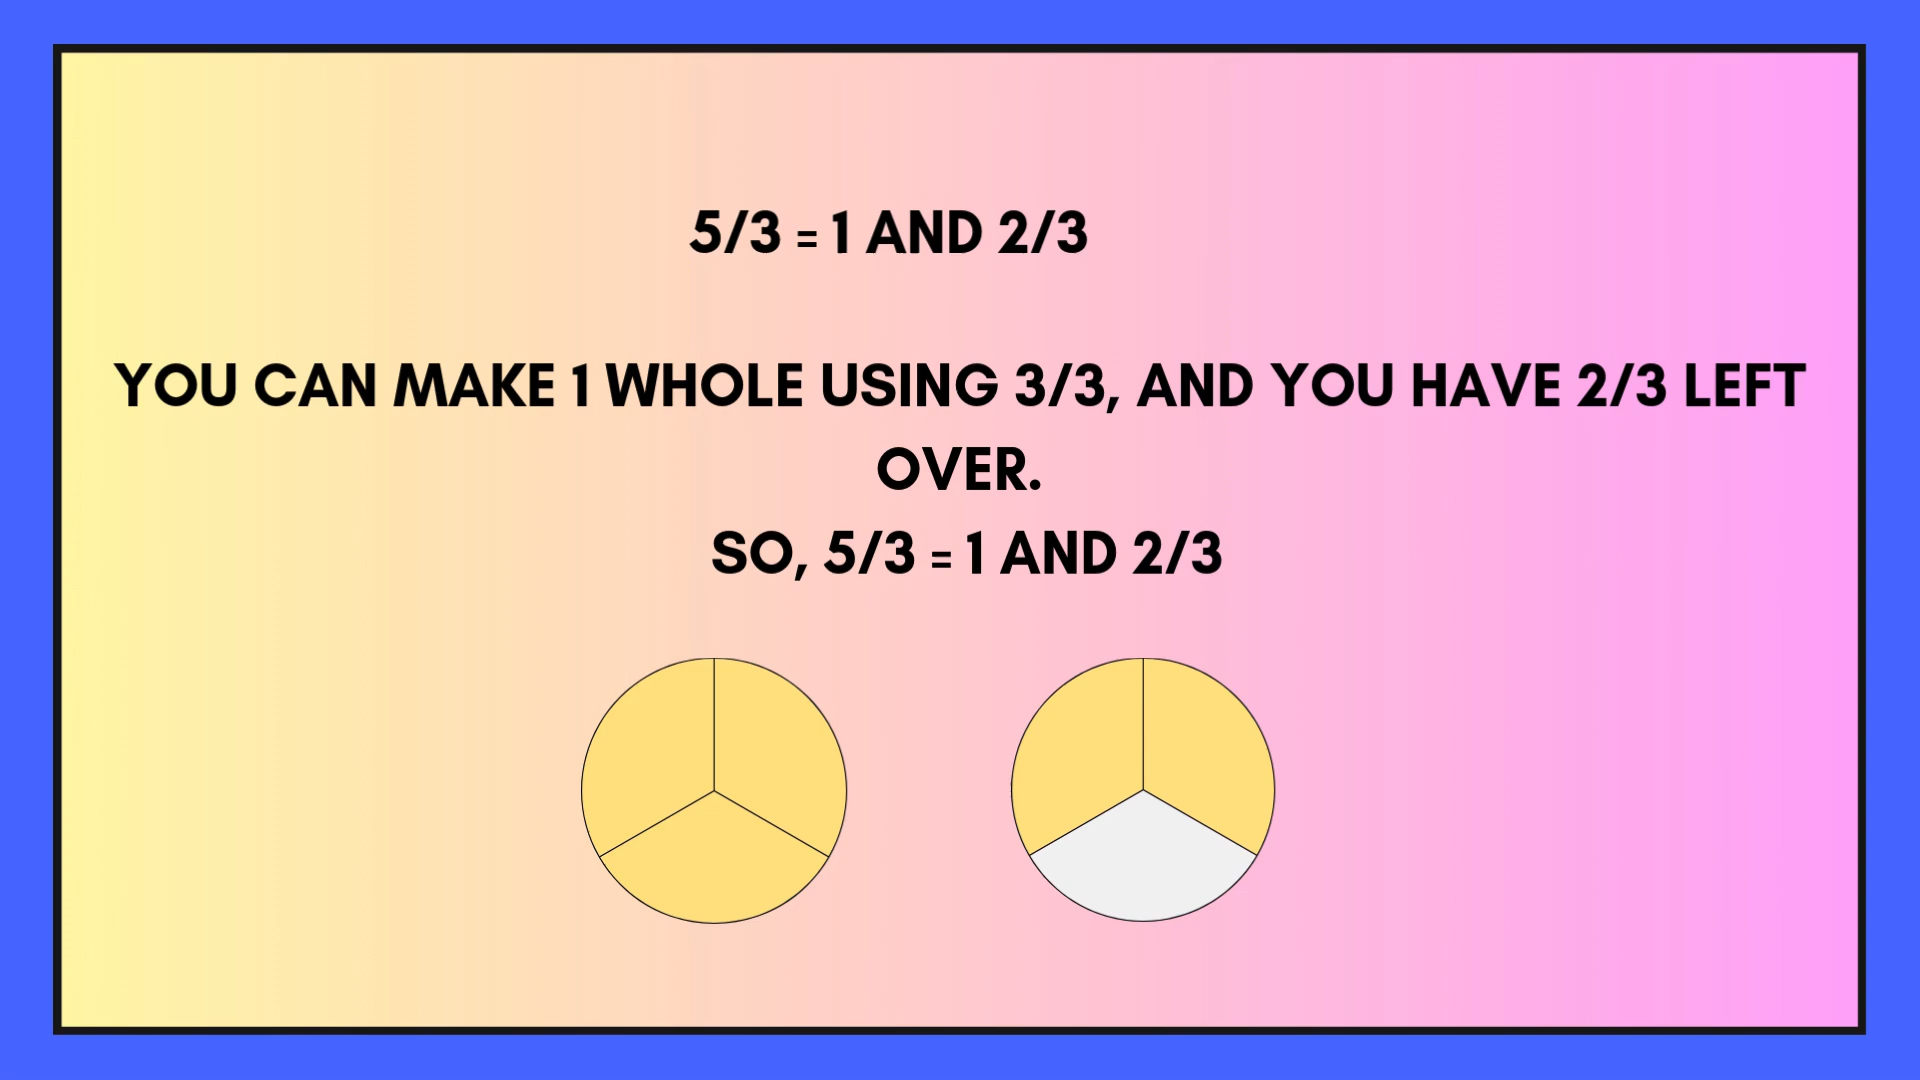 5/3 = 1 AND 2/3
YOU CAN MAKE 1 WHOLE USING 3/3, AND YOU HAVE 2/3 LEFT
OVER.
SO, 5/3 = 1 AND 2/3